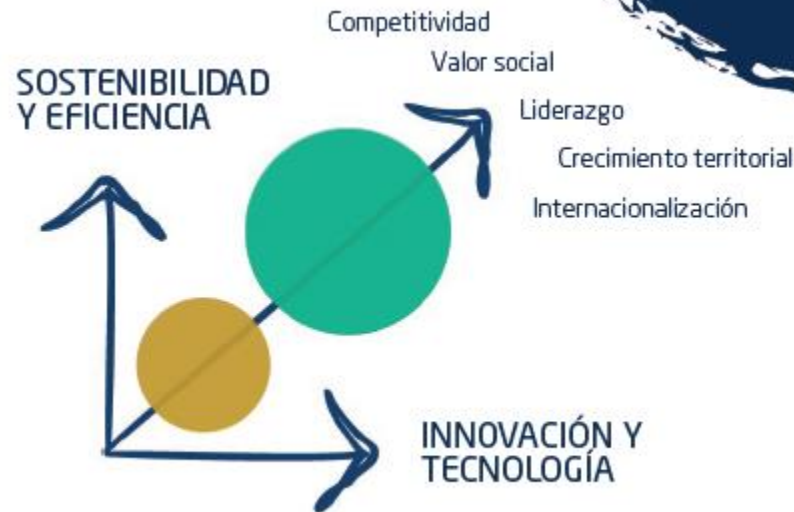 Competitividad
Valor social
SOSTENIBILIDAD
Y EFICIENCIA
Liderazgo
Crecimiento territorial
Internacionalización
INNOVACIÓN Y
TECNOLOGÍA